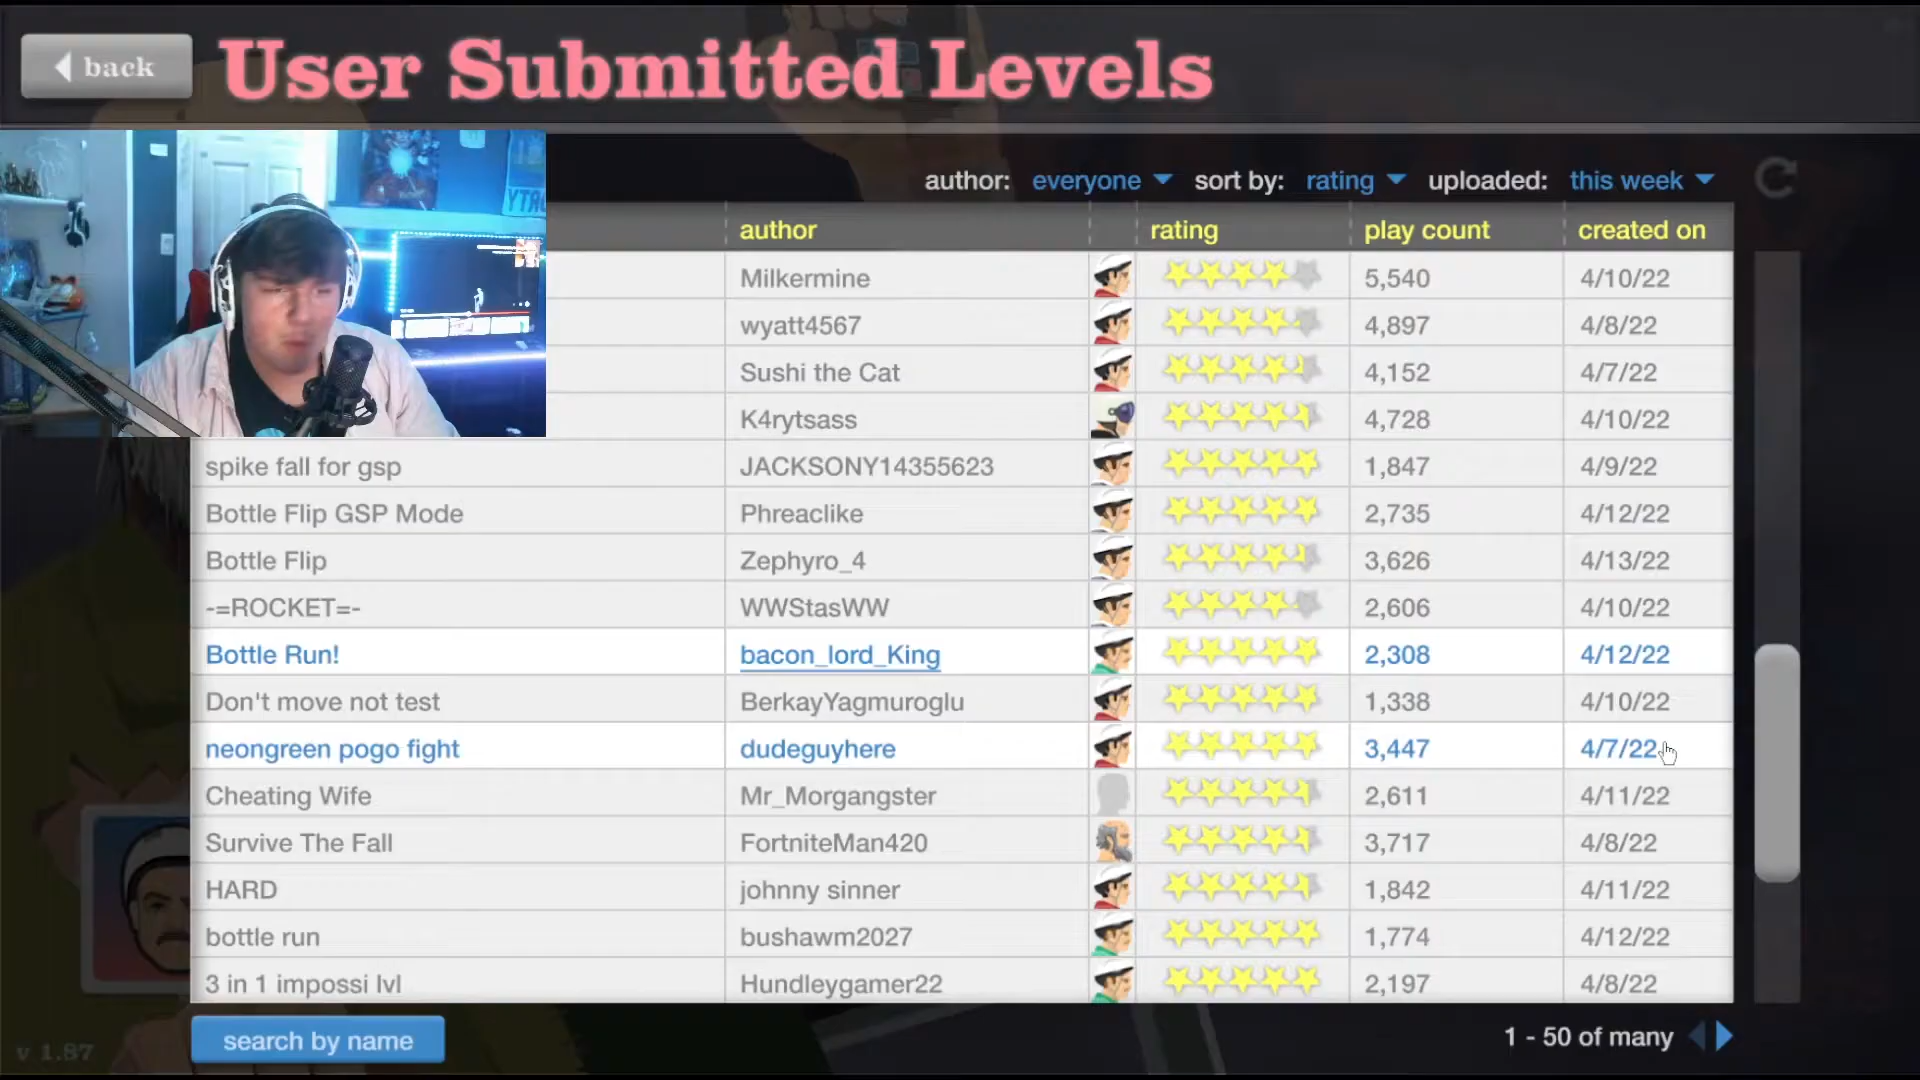 back
User Submitted Levels
author: everyone sort by: rating uploaded: this week
author rating play count created on
Milkermine 5,540 4/10/22
wyatt4567 4,897 4/8/22
Sushi the Cat 4,152 4/7/22
K4rytsass 4,728 4/10/22
spike fall for gsp JACKSONY14355623 1,847 4/9/22
Bottle Flip GSP Mode Phreaclike 2,735 4/12/22
Bottle Flip Zephyro_4 3,626 4/13/22
-=ROCKET=- WWStasWW 2,606 4/10/22
Bottle Run! bacon_lord_King 2,308 4/12/22
Don't move not test BerkayYagmuroglu 1,338 4/10/22
neongreen pogo fight dudeguyhere 3,447 4/7/22
Cheating Wife Mr_Morgangster 2,611 4/11/22
Survive The Fall FortniteMan420 3,717 4/8/22
HARD johnny sinner 1,842 4/11/22
bottle run bushawm2027 1,774 4/12/22
3 in 1 impossi lvl Hundleygamer22 2,197 4/8/22
search by name
1 - 50 of many
v 1.87